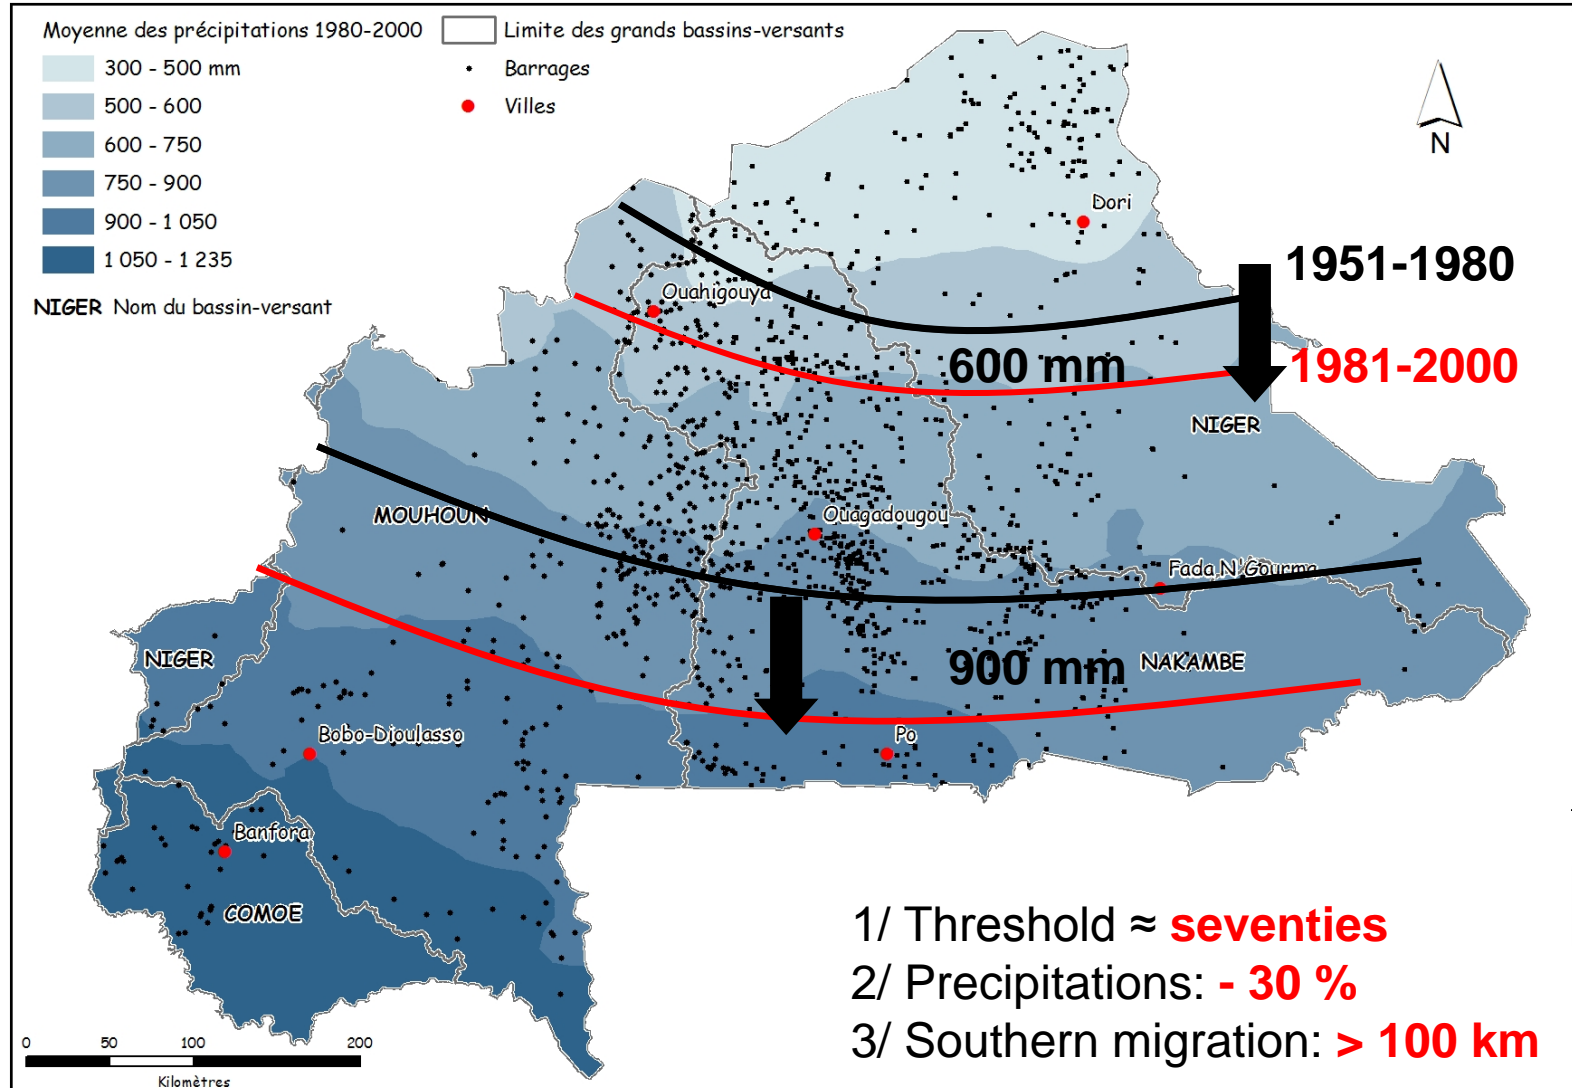 Moyenne des précipitations 1980-2000
300 - 500 mm
500 - 600
600 - 750
750 - 900
900 - 1 050
1 050 - 1 235
NIGER Nom du bassin-versant
Limite des grands bassins-versants
Barrages
Villes
N
Dori
1951-1980
Ouahigouya
600 mm
1981-2000
NIGER
MOUHOUN
Ouagadougou
Fada N'Gourma
NIGER
900 mm
NAKAMBE
Bobo-Dioulasso
Po
Banfora
COMOE
1/ Threshold ≈ seventies
2/ Precipitations: - 30 %
3/ Southern migration: > 100 km
0 50 100 200
Kilomètres